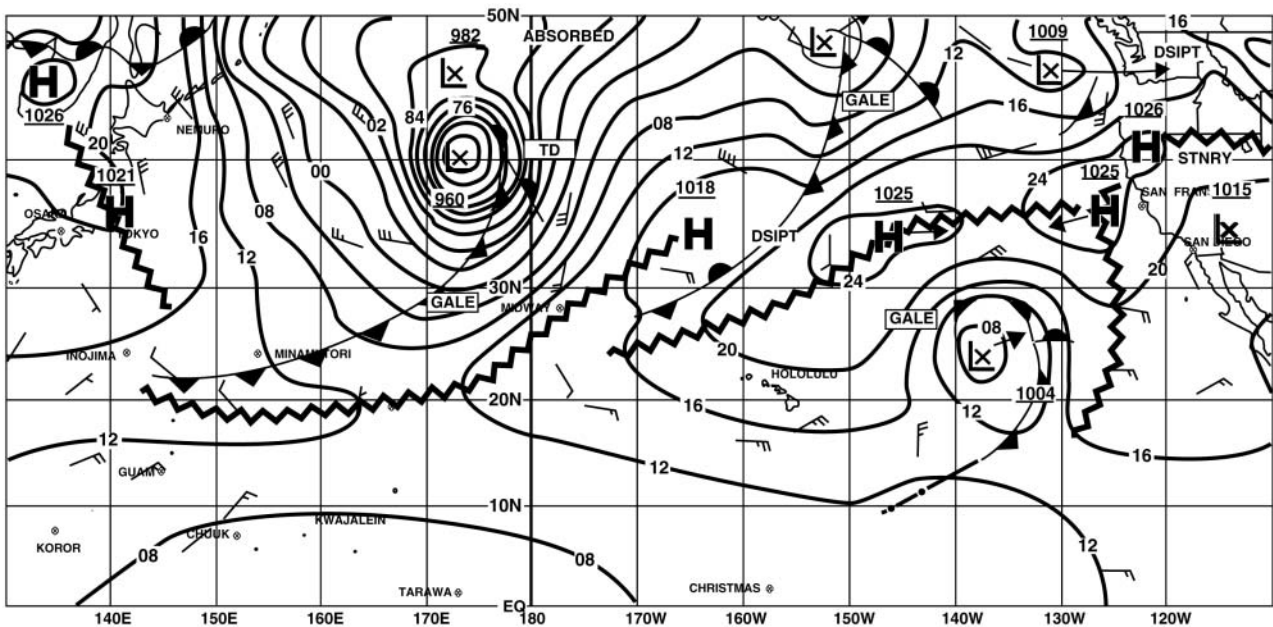 50N
982
ABSORBED
1009
16
L
L
L
12
DSIPT
H
1026
76
GALE
84
16
1026
02
08
NEMURO
20
12
TD
H
L
STNRY
1021
00
1018
24
1025
1025
960
SAN FRAN
1015
H
08
OSAKA
TOKYO
16
H
DSIPT
H
H
L
SAN DIEGO
12
20
24
30N
GALE
MIDWAY
GALE
08
INOJIMA
MINAMITORI
20
L
HOLOLULU
1004
20N
16
12
12
12
16
GUAM
10N
KWAJALEIN
KOROR
CHUUK
08
08
12
TARAWA
CHRISTMAS
EQ
140E
150E
160E
170E
180
170W
160W
150W
140W
130W
120W